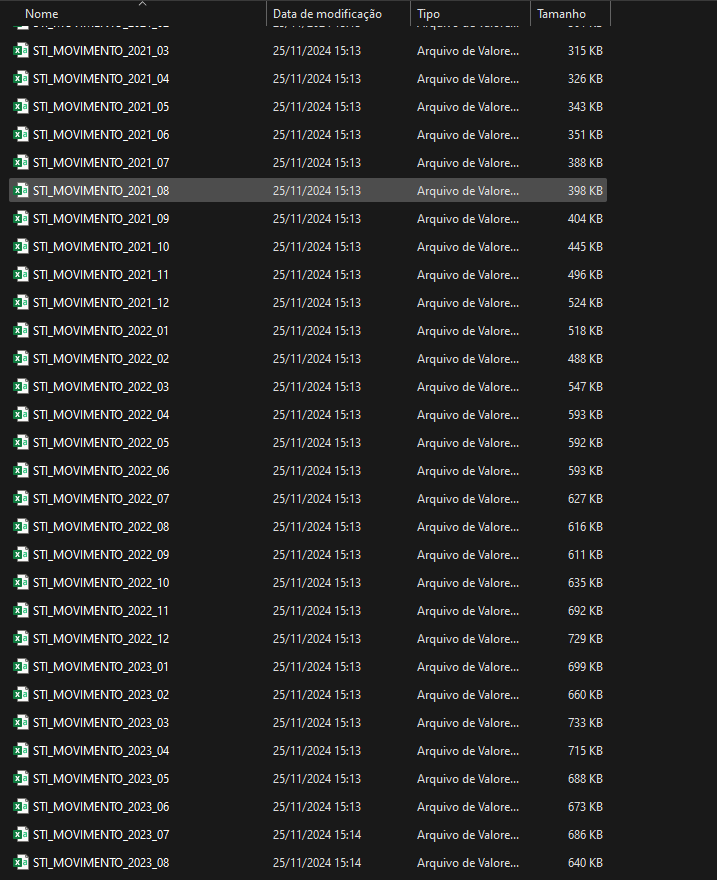 Nome Data de modificação Tipo Tamanho
STI_MOVIMENTO_2021_03 25/11/2024 15:13 Arquivo de Valore... 315 KB
STI_MOVIMENTO_2021_04 25/11/2024 15:13 Arquivo de Valore... 326 KB
STI_MOVIMENTO_2021_05 25/11/2024 15:13 Arquivo de Valore... 343 KB
STI_MOVIMENTO_2021_06 25/11/2024 15:13 Arquivo de Valore... 351 KB
STI_MOVIMENTO_2021_07 25/11/2024 15:13 Arquivo de Valore... 388 KB
STI_MOVIMENTO_2021_08 25/11/2024 15:13 Arquivo de Valore... 398 KB
STI_MOVIMENTO_2021_09 25/11/2024 15:13 Arquivo de Valore... 404 KB
STI_MOVIMENTO_2021_10 25/11/2024 15:13 Arquivo de Valore... 445 KB
STI_MOVIMENTO_2021_11 25/11/2024 15:13 Arquivo de Valore... 496 KB
STI_MOVIMENTO_2021_12 25/11/2024 15:13 Arquivo de Valore... 524 KB
STI_MOVIMENTO_2022_01 25/11/2024 15:13 Arquivo de Valore... 518 KB
STI_MOVIMENTO_2022_02 25/11/2024 15:13 Arquivo de Valore... 488 KB
STI_MOVIMENTO_2022_03 25/11/2024 15:13 Arquivo de Valore... 547 KB
STI_MOVIMENTO_2022_04 25/11/2024 15:13 Arquivo de Valore... 593 KB
STI_MOVIMENTO_2022_05 25/11/2024 15:13 Arquivo de Valore... 592 KB
STI_MOVIMENTO_2022_06 25/11/2024 15:13 Arquivo de Valore... 593 KB
STI_MOVIMENTO_2022_07 25/11/2024 15:13 Arquivo de Valore... 627 KB
STI_MOVIMENTO_2022_08 25/11/2024 15:13 Arquivo de Valore... 616 KB
STI_MOVIMENTO_2022_09 25/11/2024 15:13 Arquivo de Valore... 611 KB
STI_MOVIMENTO_2022_10 25/11/2024 15:13 Arquivo de Valore... 635 KB
STI_MOVIMENTO_2022_11 25/11/2024 15:13 Arquivo de Valore... 692 KB
STI_MOVIMENTO_2022_12 25/11/2024 15:13 Arquivo de Valore... 729 KB
STI_MOVIMENTO_2023_01 25/11/2024 15:13 Arquivo de Valore... 699 KB
STI_MOVIMENTO_2023_02 25/11/2024 15:13 Arquivo de Valore... 660 KB
STI_MOVIMENTO_2023_03 25/11/2024 15:13 Arquivo de Valore... 733 KB
STI_MOVIMENTO_2023_04 25/11/2024 15:13 Arquivo de Valore... 715 KB
STI_MOVIMENTO_2023_05 25/11/2024 15:13 Arquivo de Valore... 688 KB
STI_MOVIMENTO_2023_06 25/11/2024 15:13 Arquivo de Valore... 673 KB
STI_MOVIMENTO_2023_07 25/11/2024 15:14 Arquivo de Valore... 686 KB
STI_MOVIMENTO_2023_08 25/11/2024 15:14 Arquivo de Valore... 640 KB